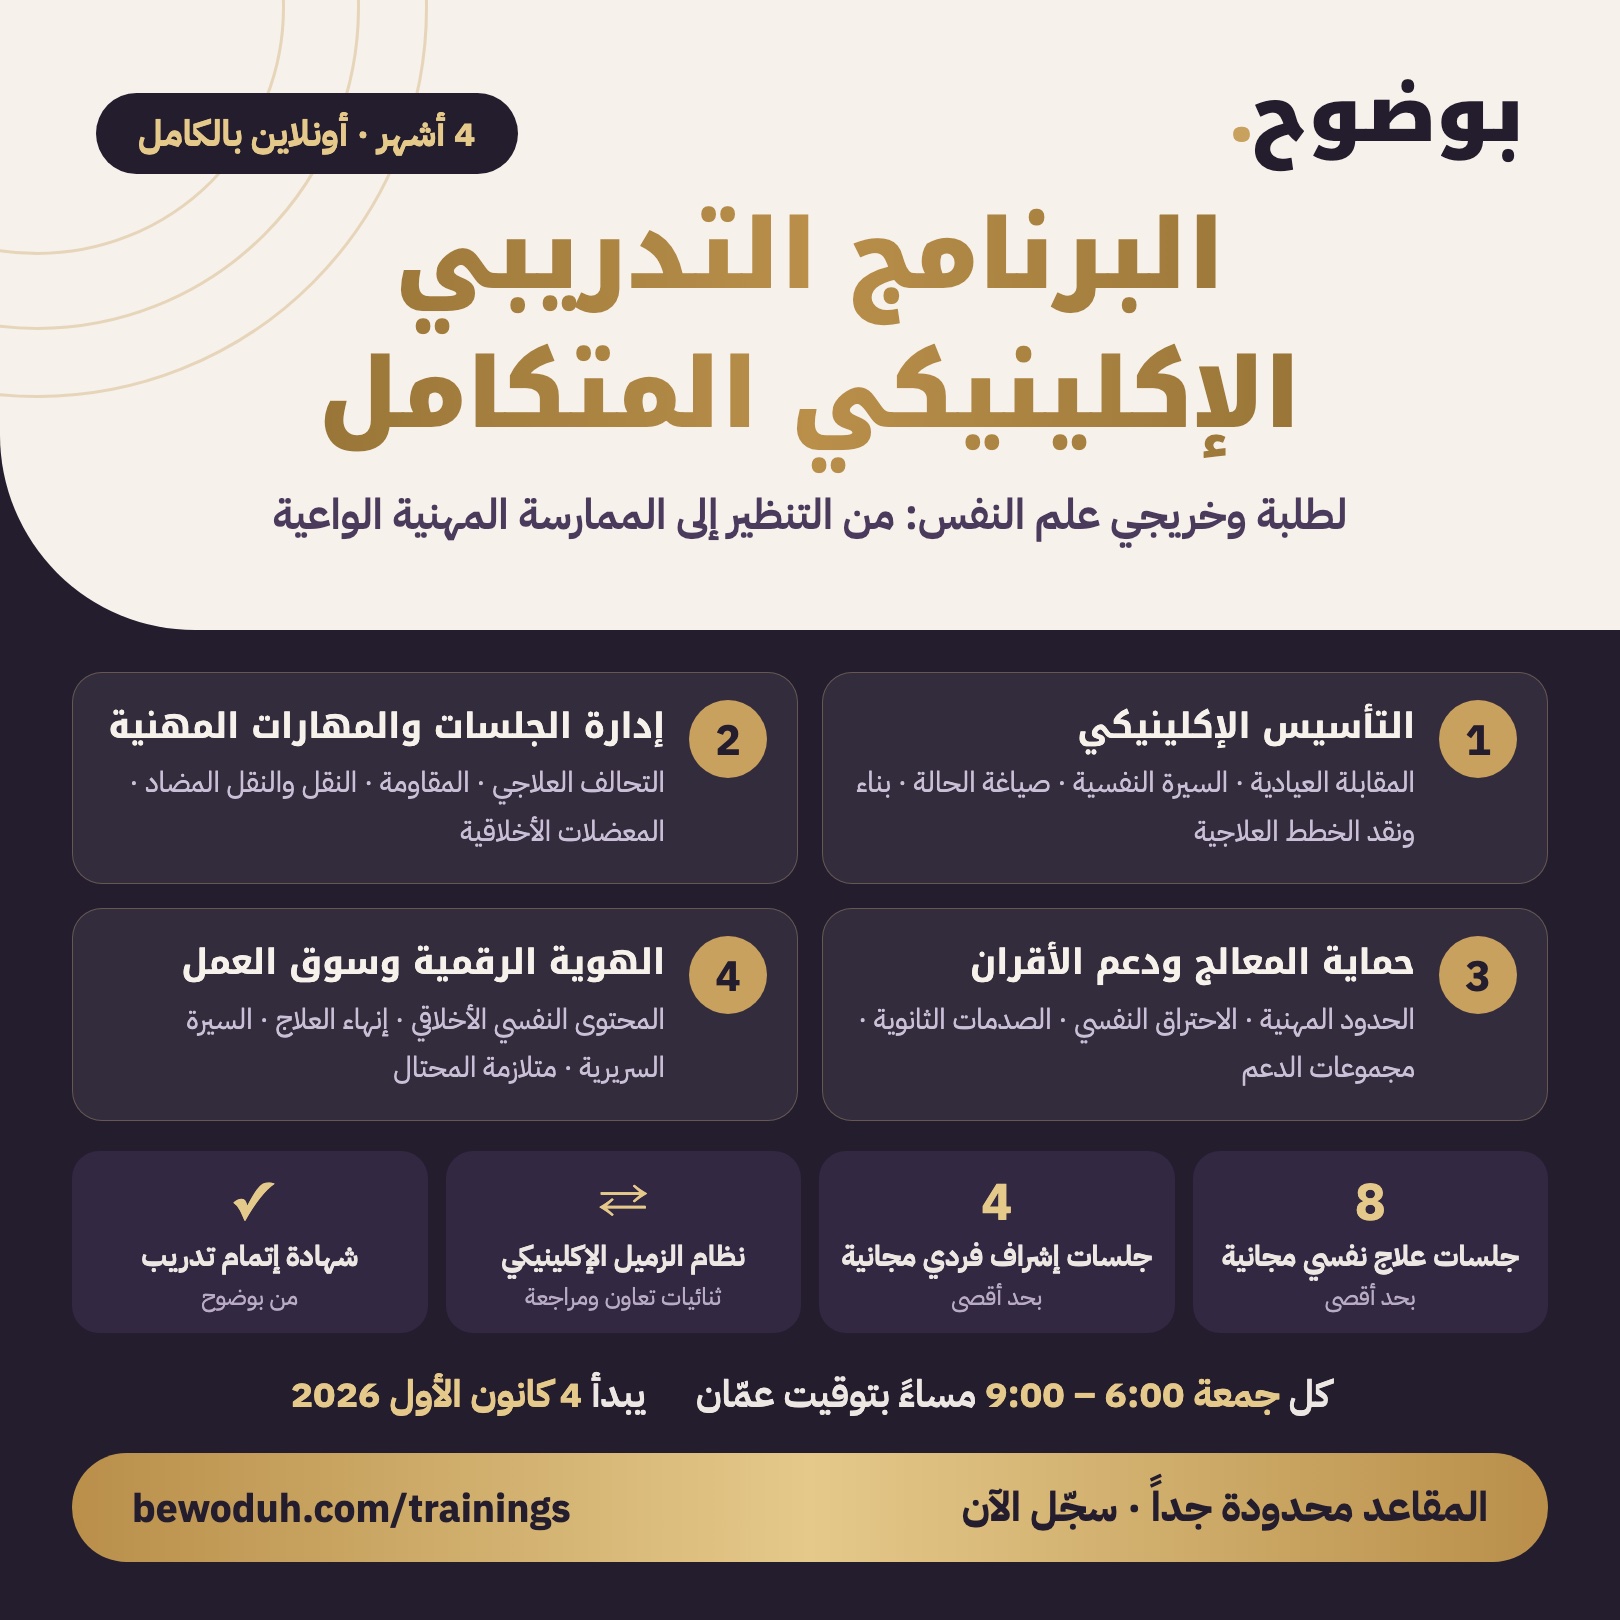 بوضوح.
4 أشهر · أونلاين بالكامل
البرنامج التدريبي
الإكلينيكي المتكامل
لطلبة وخريجي علم النفس: من التنظير إلى الممارسة المهنية الواعية
1
التأسيس الإكلينيكي
المقابلة العيادية · السيرة النفسية · صياغة الحالة · بناء
ونقد الخطط العلاجية
2
إدارة الجلسات والمهارات المهنية
التحالف العلاجي · المقاومة · النقل والنقل المضاد ·
المعضلات الأخلاقية
3
حماية المعالج ودعم الأقران
الحدود المهنية · الاحتراق النفسي · الصدمات الثانوية ·
مجموعات الدعم
4
الهوية الرقمية وسوق العمل
المحتوى النفسي الأخلاقي · إنهاء العلاج · السيرة
السريرية · متلازمة المحتال
8
جلسات علاج نفسي مجانية
بحد أقصى
4
جلسات إشراف فردي مجانية
بحد أقصى
⇄
نظام الزميل الإكلينيكي
ثنائيات تعاون ومراجعة
✓
شهادة إتمام تدريب
من بوضوح
كل جمعة 6:00 – 9:00 مساءً بتوقيت عمّان يبدأ 4 كانون الأول 2026
المقاعد محدودة جداً · سجّل الآن
bewoduh.com/trainings